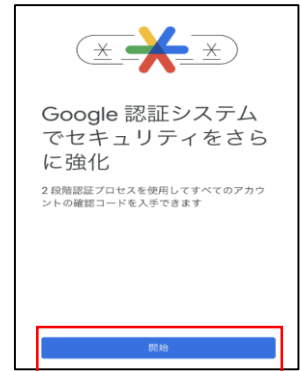 Google 認証システム
でセキュリティをさら
に強化
2 段階認証プロセスを使用してすべてのアカウ
ントの確認コードを入手できます
開始